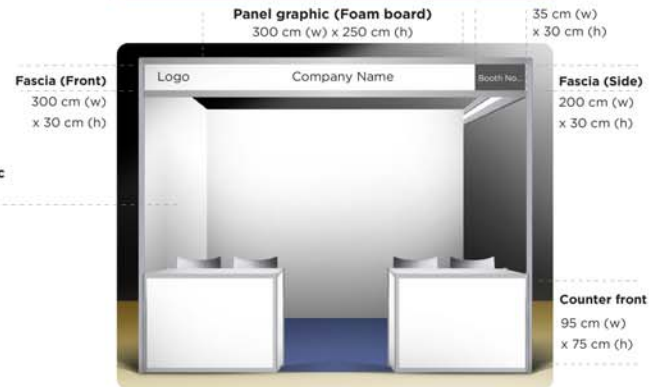 Panel graphic (Foam board)
300 cm (w) x 250 cm (h)
35 cm (w)
x 30 cm (h)
Fascia (Front)
300 cm (w)
x 30 cm (h)
Logo
Company Name
Booth No...
Fascia (Side)
200 cm (w)
x 30 cm (h)
c
Counter front
95 cm (w)
x 75 cm (h)